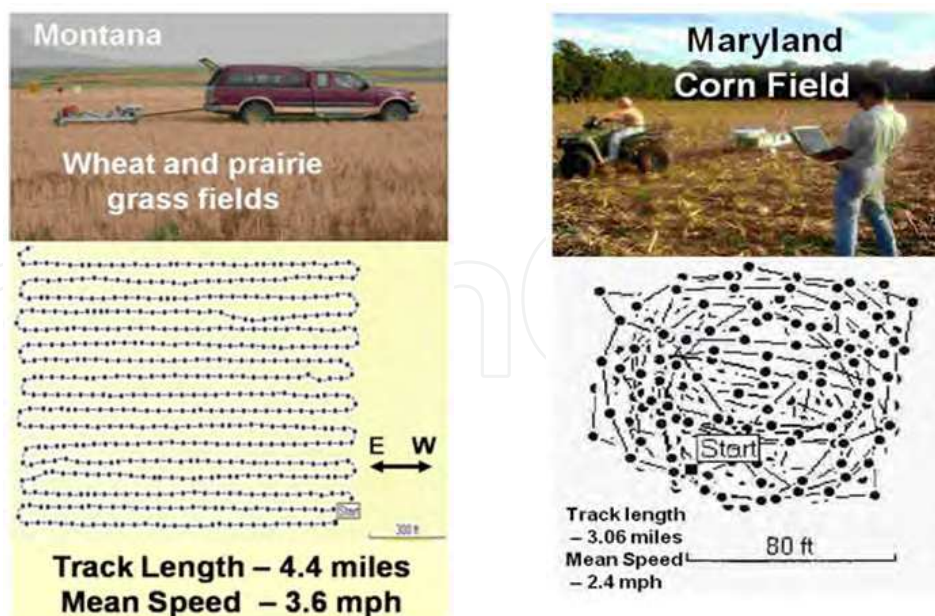 Montana
Wheat and prairie
grass fields
E W
Start
300 ft
Track Length – 4.4 miles
Mean Speed – 3.6 mph
Maryland
Corn Field
Start
Track length
– 3.06 miles
Mean Speed
– 2.4 mph
80 ft